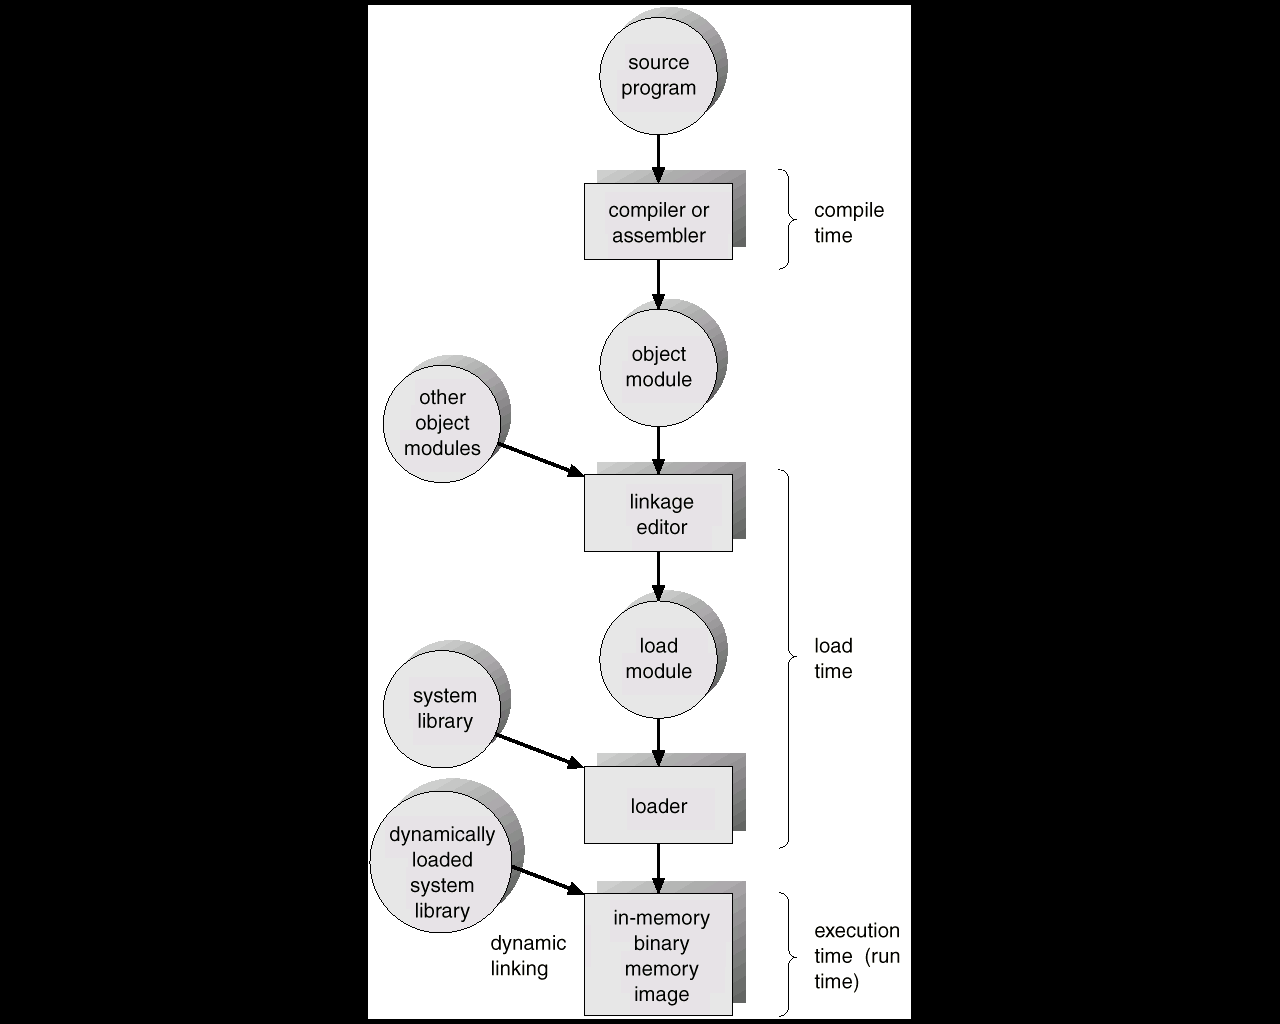 source
program
compiler or
assembler
compile
time
object
module
other
object
modules
linkage
editor
load
module
load
time
system
library
loader
dynamically
loaded
system
library
dynamic
linking
in-memory
binary
memory
image
execution
time (run
time)